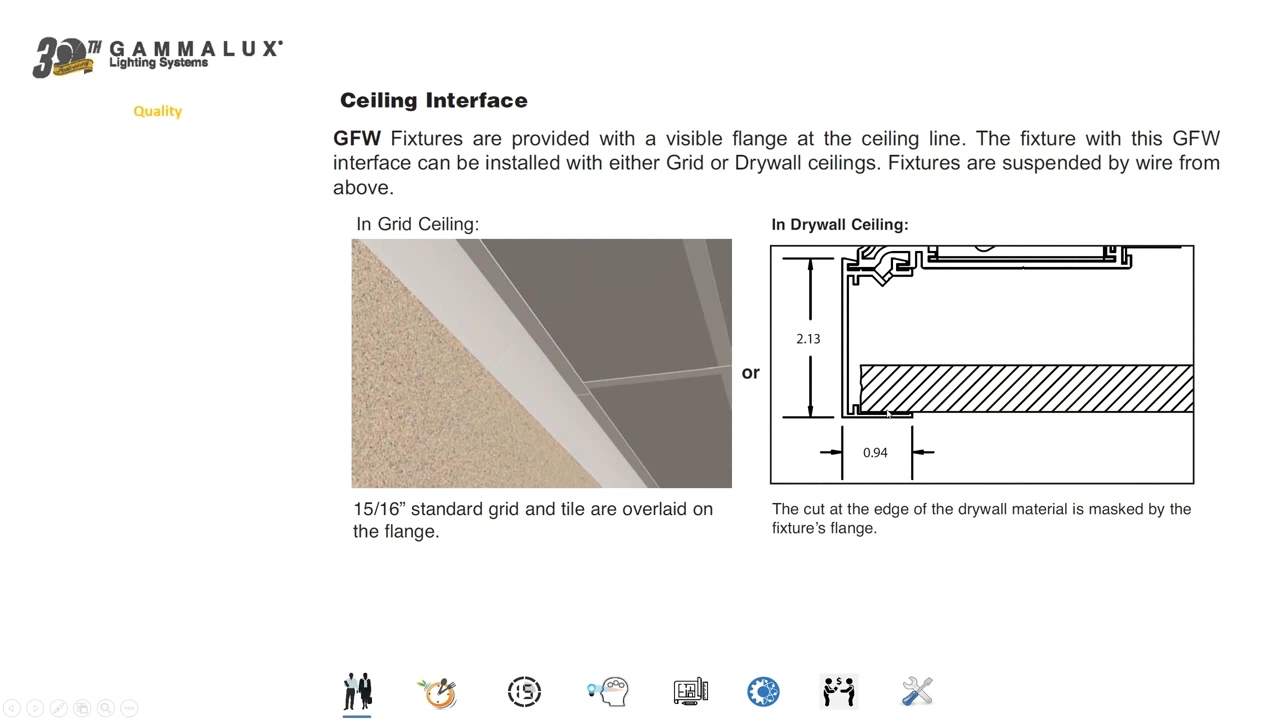 30TH GAMMALUX
Anniversary Lighting Systems
Quality
Ceiling Interface
GFW Fixtures are provided with a visible flange at the ceiling line. The fixture with this GFW
interface can be installed with either Grid or Drywall ceilings. Fixtures are suspended by wire from
above.
In Grid Ceiling:
In Drywall Ceiling:
2.13
or
0.94
15/16” standard grid and tile are overlaid on
the flange.
The cut at the edge of the drywall material is masked by the
fixture’s flange.
15
$